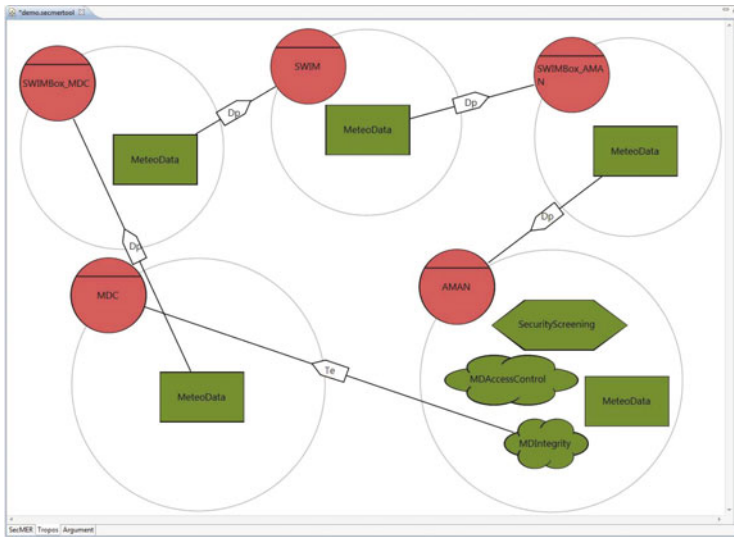 *demo.secmertool
SWIMBox_MDC
SWIM
SWIMBox_AMA
N
Dp
Dp
MeteoData
MeteoData
MeteoData
Dp
Dp
MDC
AMAN
SecurityScreening
Te
MDAccessControl
MeteoData
MeteoData
MDIntegrity
SecMER Tropos Argument